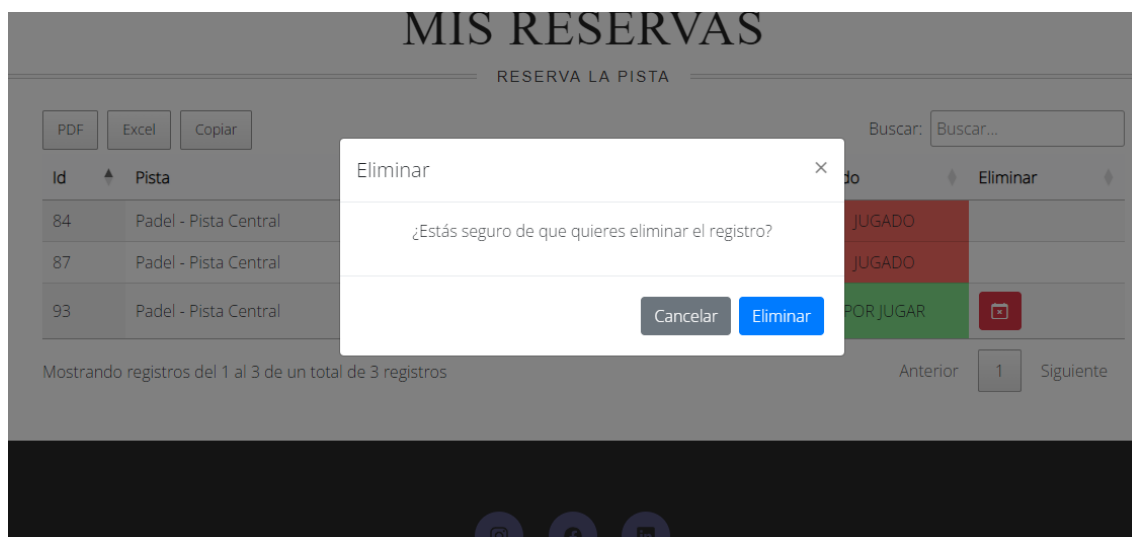 MIS RESERVAS
RESERVA LA PISTA
PDF Excel Copiar Buscar: Buscar...
Eliminar ×
Id Pista do Eliminar
84 Padel - Pista Central JUGADO
¿Estás seguro de que quieres eliminar el registro?
87 Padel - Pista Central JUGADO
93 Padel - Pista Central POR JUGAR
Cancelar Eliminar
Mostrando registros del 1 al 3 de un total de 3 registros Anterior 1 Siguiente
in